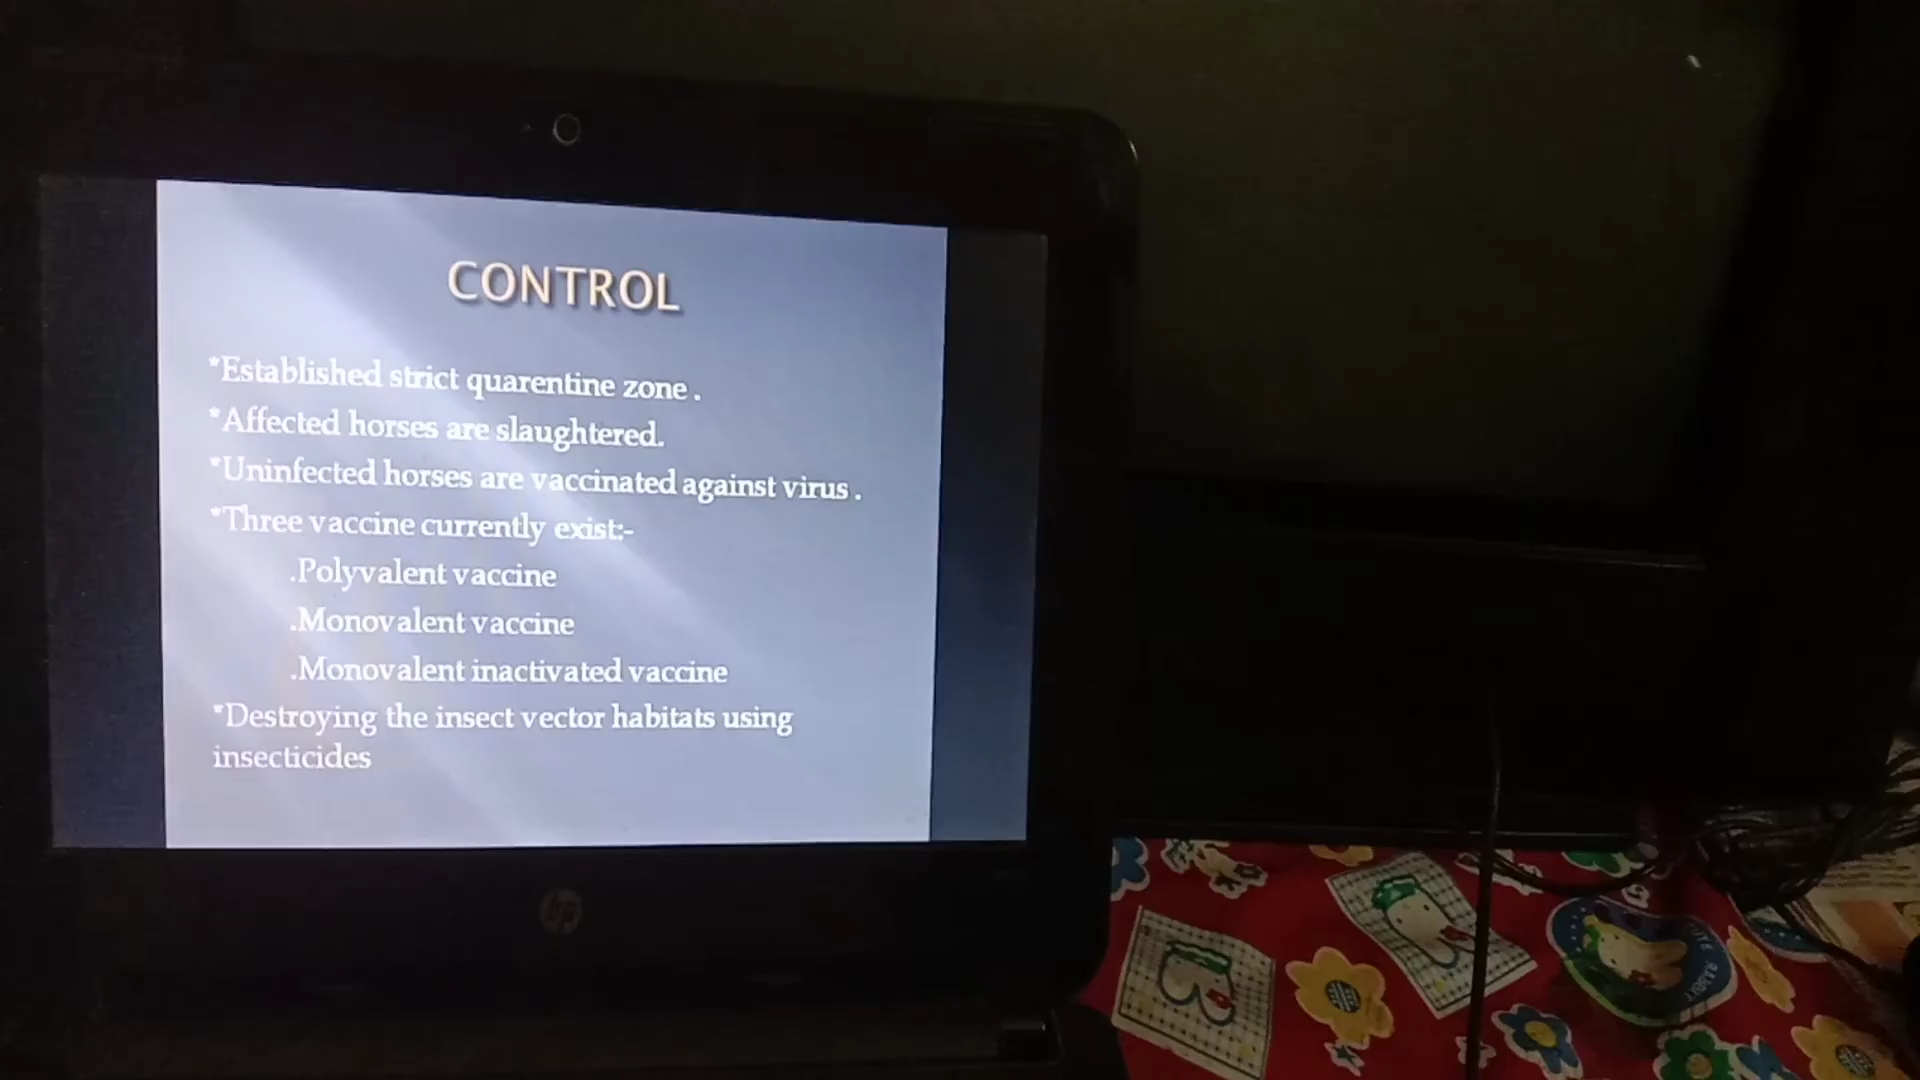 CONTROL
*Established strict quarentine zone .
*Affected horses are slaughtered.
*Uninfected horses are vaccinated against virus .
*Three vaccine currently exist:-
.Polyvalent vaccine
.Monovalent vaccine
.Monovalent inactivated vaccine
*Destroying the insect vector habitats using
insecticides
hp
B